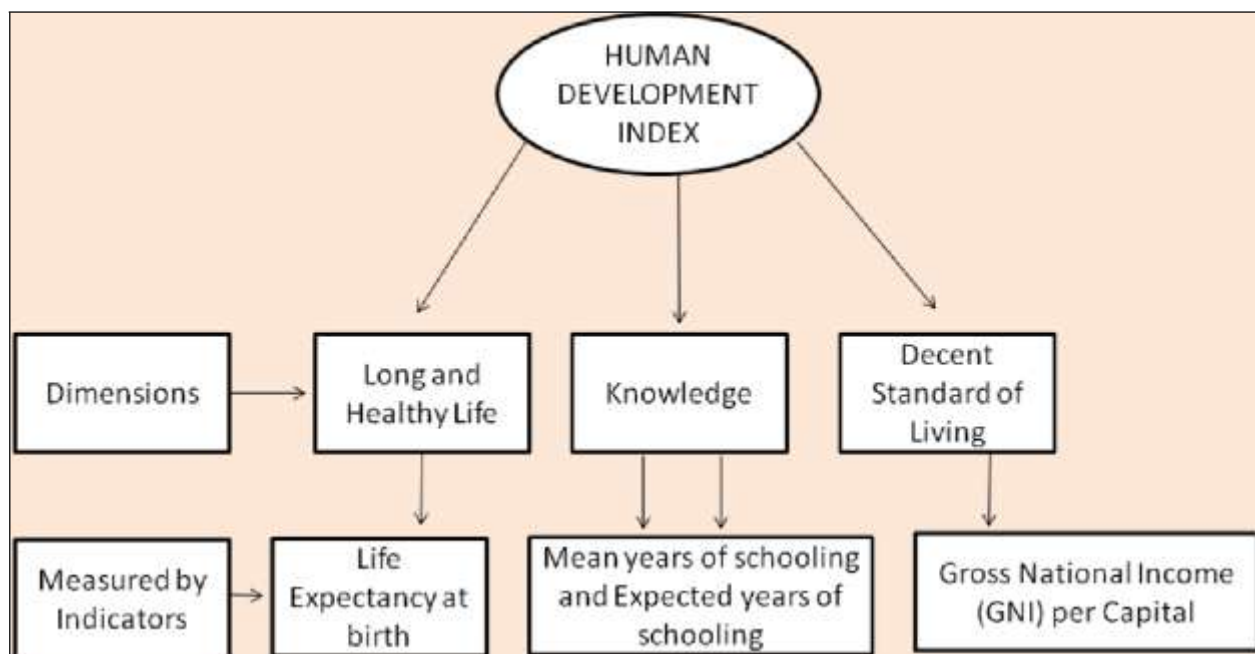 HUMAN
DEVELOPMENT
INDEX
Dimensions
Long and
Healthy Life
Knowledge
Decent
Standard of
Living
Measured by
Indicators
Life
Expectancy at
birth
Mean years of schooling
and Expected years of
schooling
Gross National Income
(GNI) per Capital